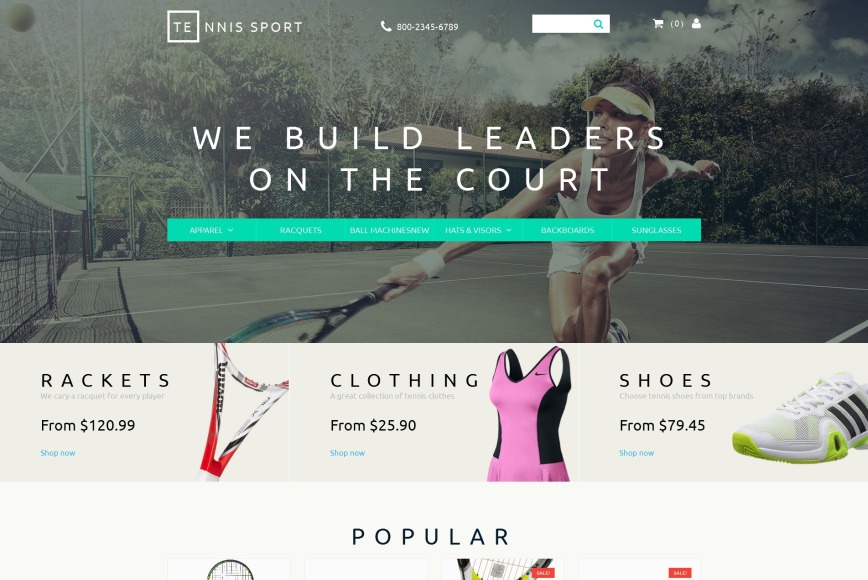 TENNIS SPORT
800-2345-6789
(0)
WE BUILD LEADERS
ON THE COURT
APPAREL RACQUETS BALL MACHINESNEW HATS & VISORS BACKBOARDS SUNGLASSES
RACKETS
We cary a racquet for every player
From $120.99
Shop now
Wilson
CLOTHING
A great collection of tennis clothes
From $25.90
Shop now
SHOES
Choose tennis shoes from top brands
From $79.45
Shop now
POPULAR
SALE!
SALE!